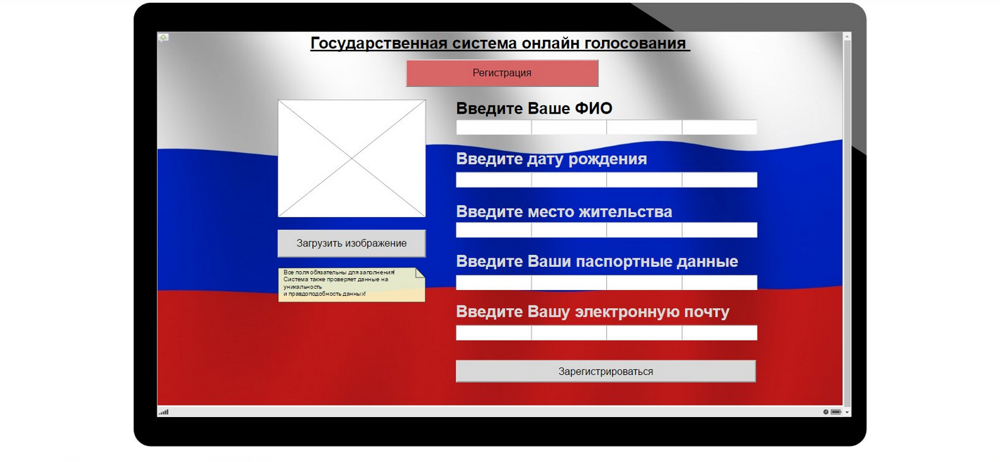 Государственная система онлайн голосования
Регистрация
Введите Ваше ФИО
Введите дату рождения
Введите место жительства
Загрузить изображение
Введите Ваши паспортные данные
Все поля обязательны для заполнения!
Система также проверяет данные на
уникальность
и правдоподобность данных!
Введите Вашу электронную почту
Зарегистрироваться